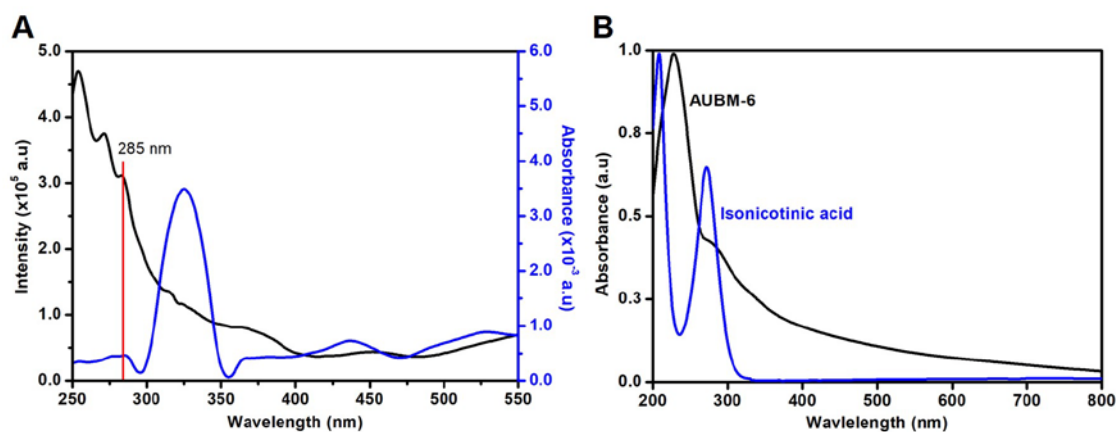 A
B
5.0
4.0
3.0
2.0
1.0
0.0
Intensity (x10⁵ a.u)
285 nm
6.0
5.0
4.0
3.0
2.0
1.0
0.0
Absorbance (x10⁻³ a.u)
250 300 350 400 450 500 550
Wavelength (nm)
1.0
0.8
0.5
0.3
0.0
Absorbance (a.u)
AUBM-6
Isonicotinic acid
200 300 400 500 600 700 800
Wavlelength (nm)